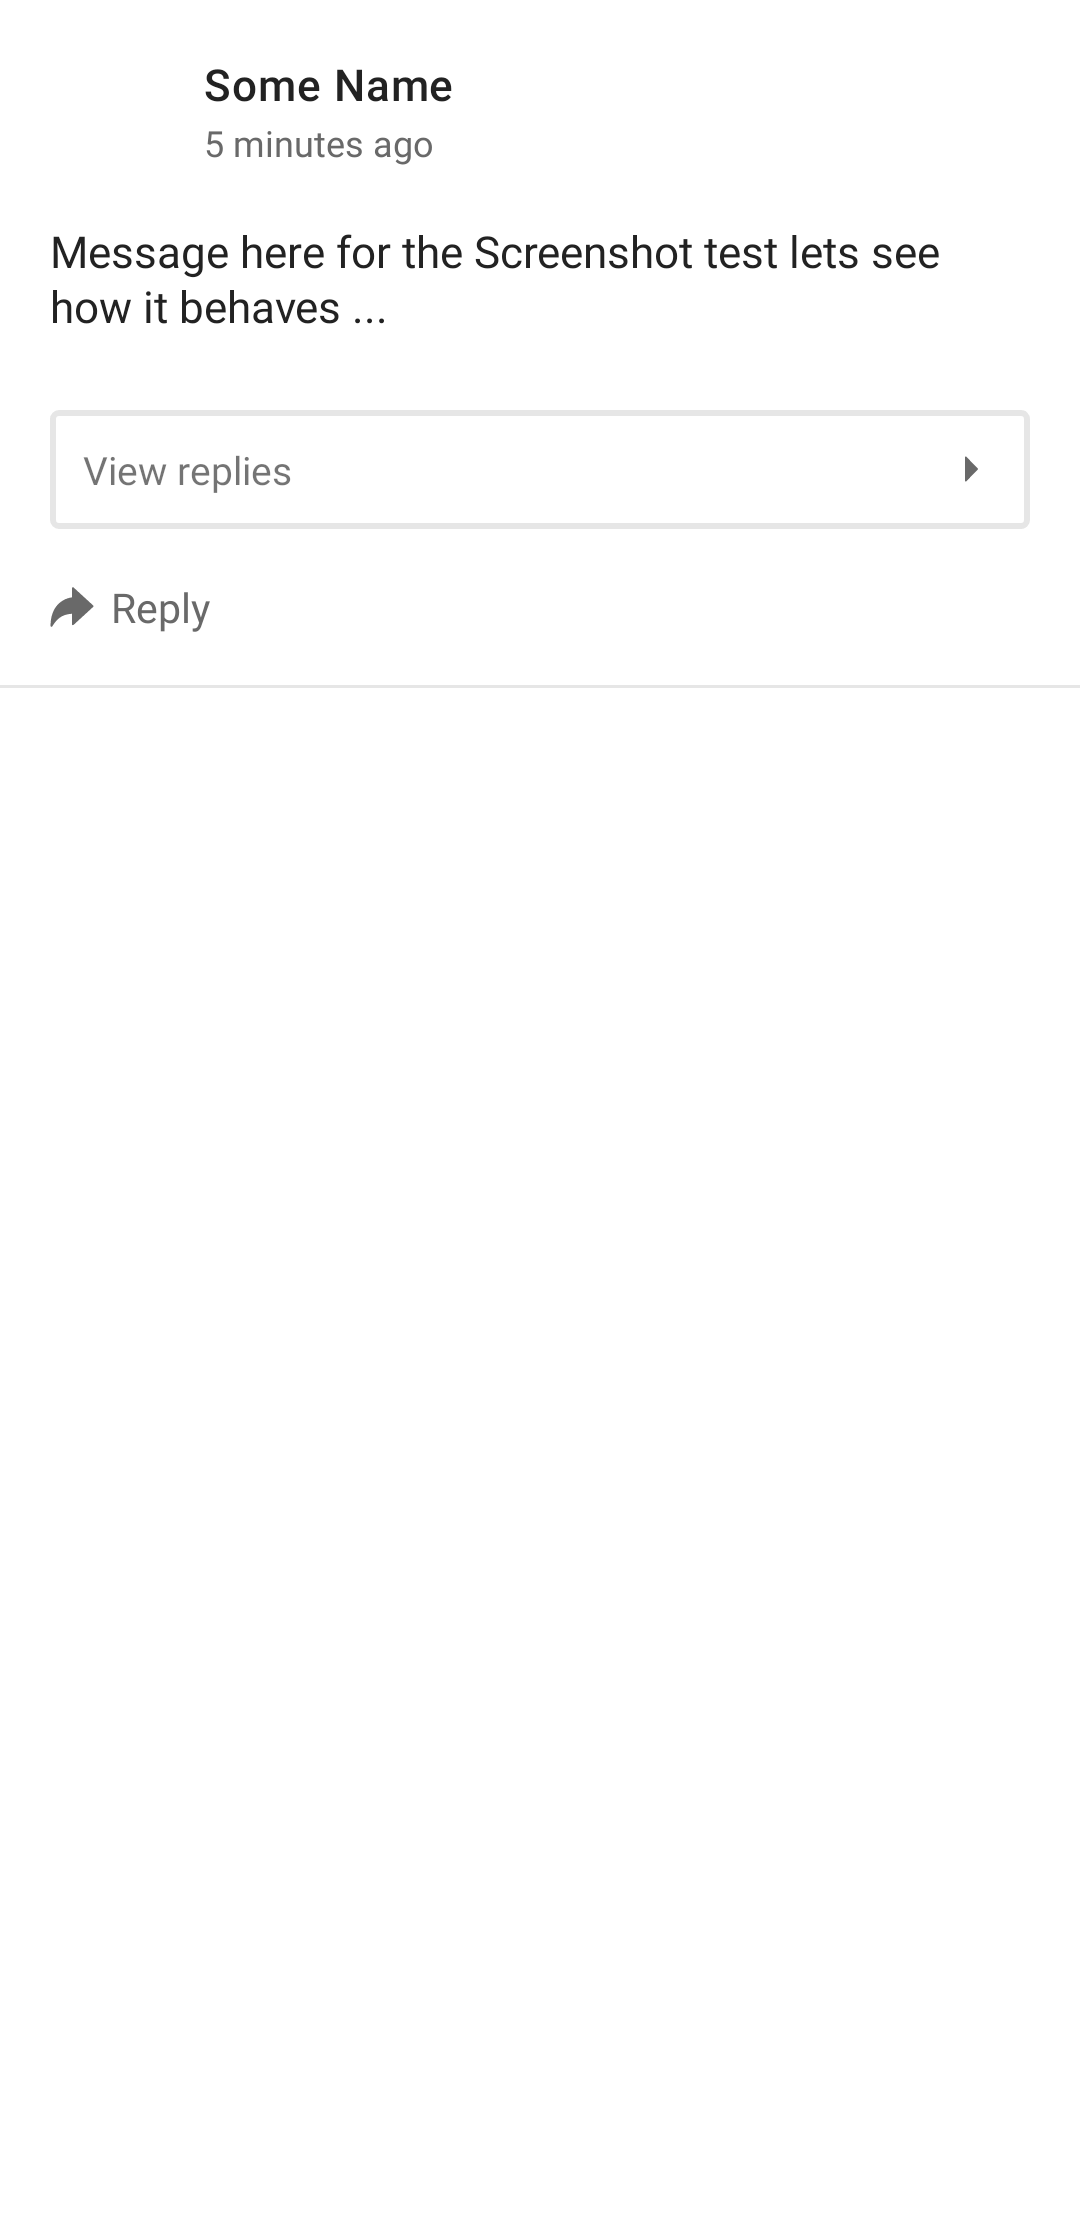 Some Name
5 minutes ago
Message here for the Screenshot test lets see
how it behaves ...
View replies
Reply